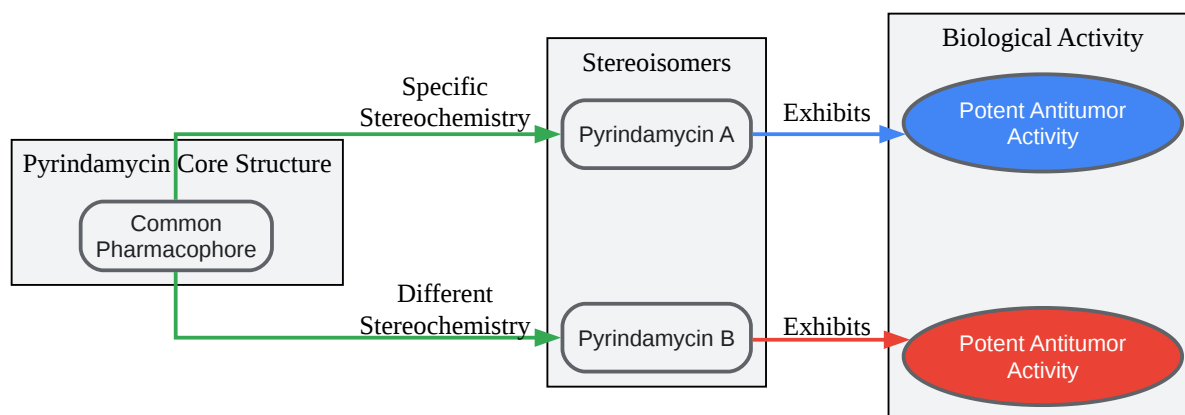 Pyrindamycin Core Structure
Common
Pharmacophore
Specific
Stereochemistry
Different
Stereochemistry
Stereoisomers
Pyrindamycin A
Pyrindamycin B
Exhibits
Exhibits
Biological Activity
Potent Antitumor
Activity
Potent Antitumor
Activity